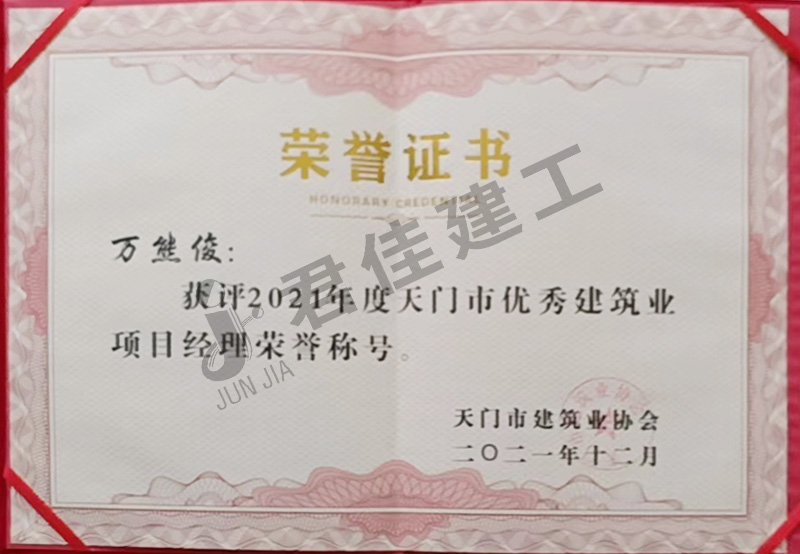 荣誉证书
HONORARY CREDENTIAL
万熊俊：
获评2021年度天门市优秀建筑业
项目经理荣誉称号。
君佳建工
JUN JIA
天门市建筑业协会
二〇二一年十二月